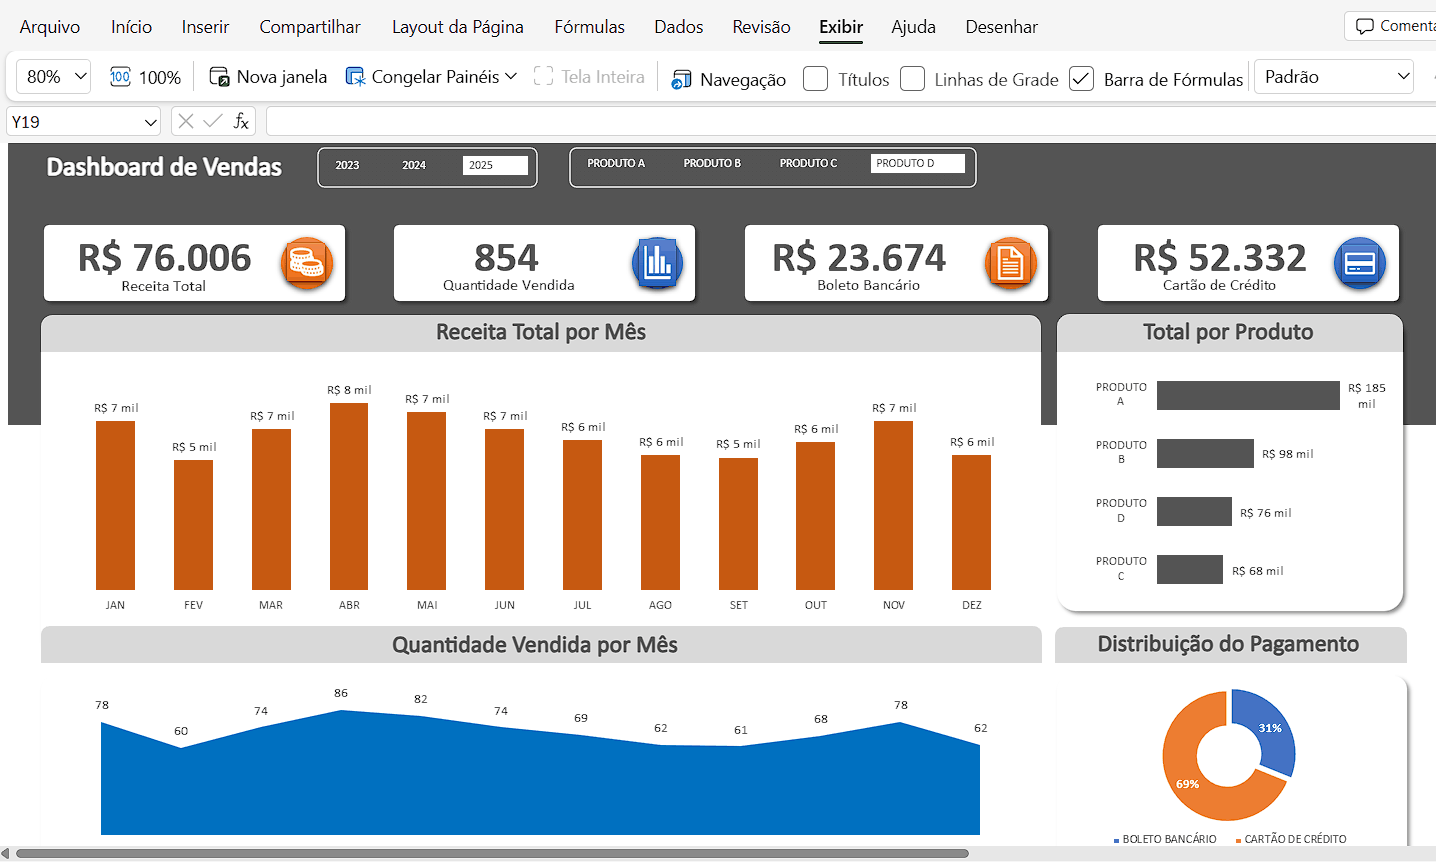 Arquivo Início Inserir Compartilhar Layout da Página Fórmulas Dados Revisão Exibir Ajuda Desenhar Comenta
80% 100 100% Nova janela Congelar Painéis Tela Inteira Navegação Títulos Linhas de Grade Barra de Fórmulas Padrão
Y19 fx
Dashboard de Vendas 2023 2024 2025 PRODUTO A PRODUTO B PRODUTO C PRODUTO D
R$ 76.006
Receita Total
854
Quantidade Vendida
R$ 23.674
Boleto Bancário
R$ 52.332
Cartão de Crédito
Receita Total por Mês
R$ 7 mil R$ 5 mil R$ 7 mil R$ 8 mil R$ 7 mil R$ 7 mil R$ 6 mil R$ 6 mil R$ 5 mil R$ 6 mil R$ 7 mil R$ 6 mil
JAN FEV MAR ABR MAI JUN JUL AGO SET OUT NOV DEZ
Total por Produto
PRODUTO
A
R$ 185
mil
PRODUTO
B
R$ 98 mil
PRODUTO
D
R$ 76 mil
PRODUTO
C
R$ 68 mil
Quantidade Vendida por Mês
78 60 74 86 82 74 69 62 61 68 78 62
Distribuição do Pagamento
31%
69%
BOLETO BANCÁRIO CARTÃO DE CRÉDITO